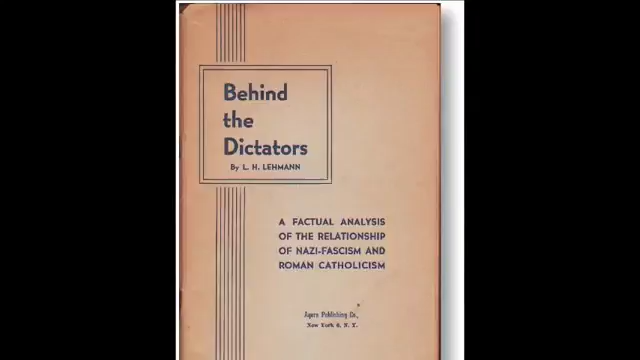 Behind
the
Dictators
By L. H. LEHMANN
A FACTUAL ANALYSIS
OF THE RELATIONSHIP
OF NAZI-FASCISM AND
ROMAN CATHOLICISM
Agora Publishing Co.,
New York 6, N. Y.